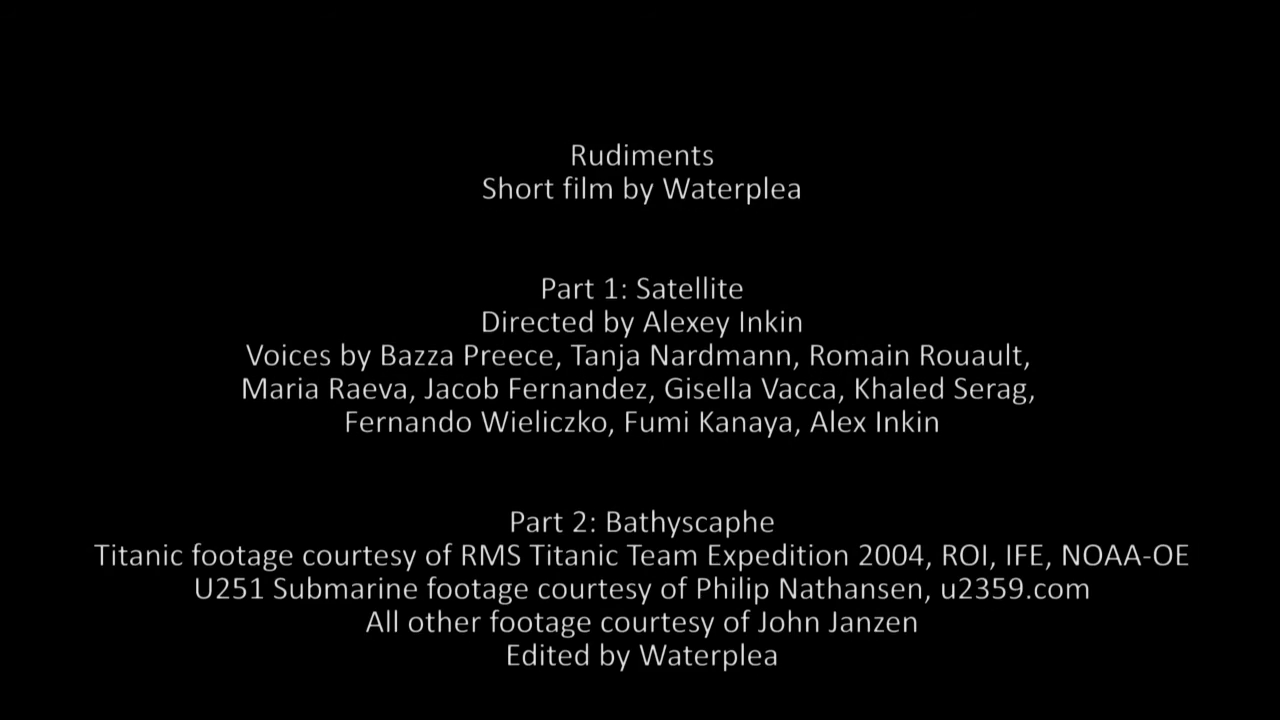 Rudiments
Short film by Waterplea
Part 1: Satellite
Directed by Alexey Inkin
Voices by Bazza Preece, Tanja Nardmann, Romain Rouault,
Maria Raeva, Jacob Fernandez, Gisella Vacca, Khaled Serag,
Fernando Wieliczko, Fumi Kanaya, Alex Inkin
Part 2: Bathyscaphe
Titanic footage courtesy of RMS Titanic Team Expedition 2004, ROI, IFE, NOAA-OE
U251 Submarine footage courtesy of Philip Nathansen, u2359.com
All other footage courtesy of John Janzen
Edited by Waterplea